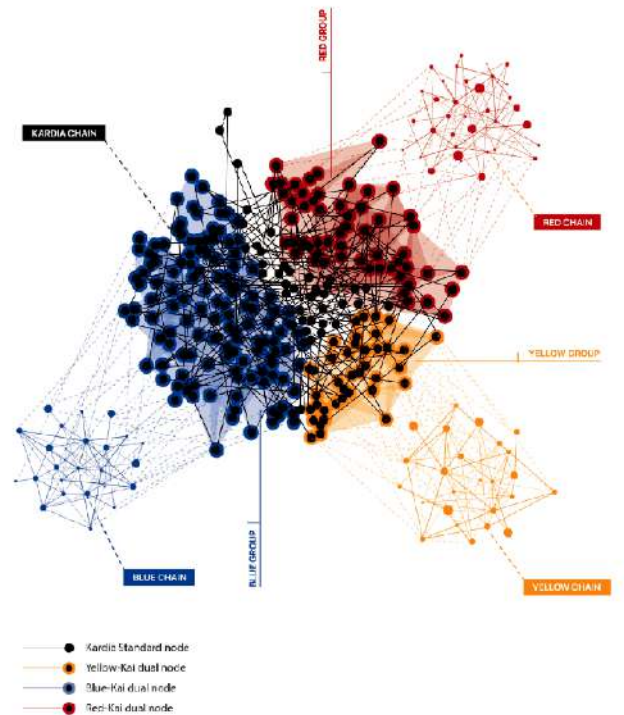 RED GROUP
KARDIA CHAIN
RED CHAIN
YELLOW GROUP
BLUE GROUP
BLUE CHAIN
YELLOW CHAIN
Kardia Standard node
Yellow-Kai dual node
Blue-Kai dual node
Red-Kai dual node